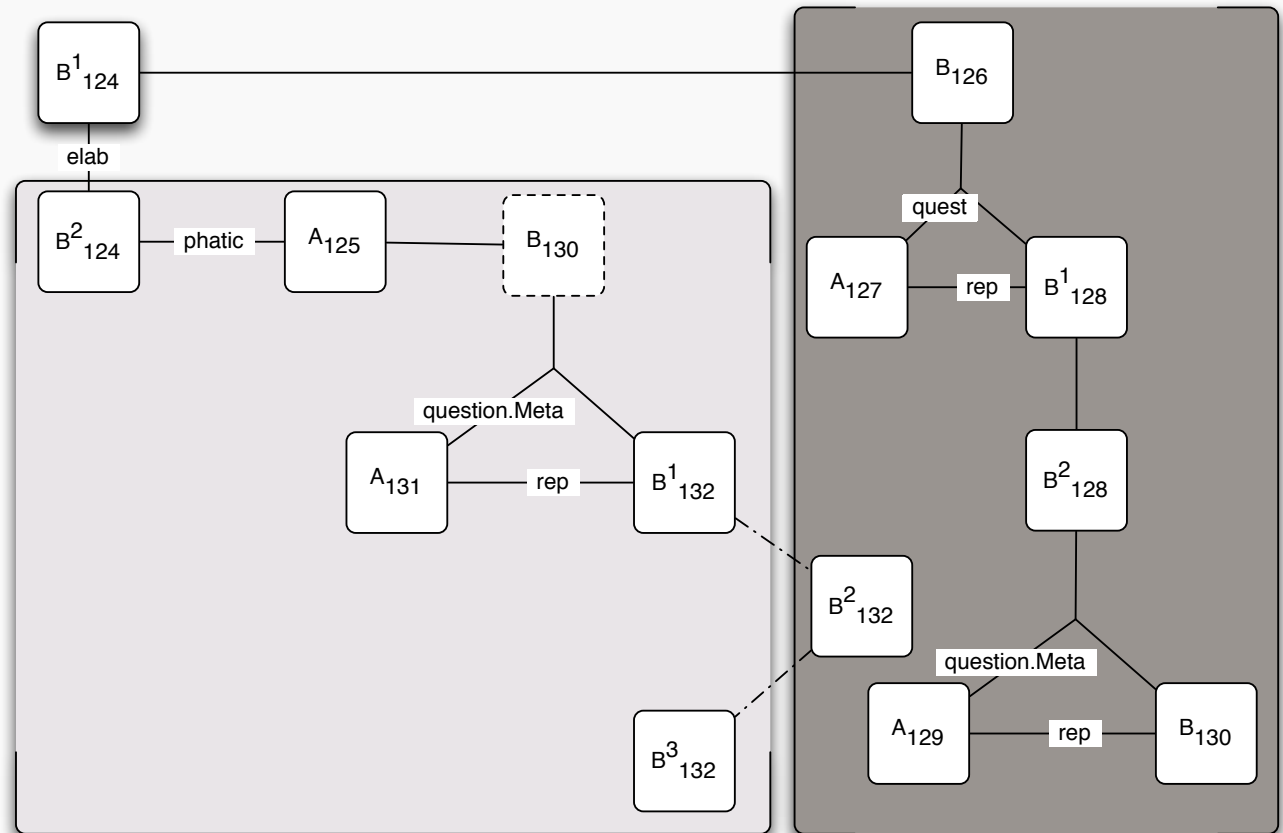 B¹₁₂₄
B₁₂₆
elab
B²₁₂₄
phatic
A₁₂₅
B₁₃₀
quest
A₁₂₇
rep
B¹₁₂₈
question.Meta
A₁₃₁
rep
B¹₁₃₂
B²₁₂₈
B²₁₃₂
question.Meta
A₁₂₉
rep
B₁₃₀
B³₁₃₂